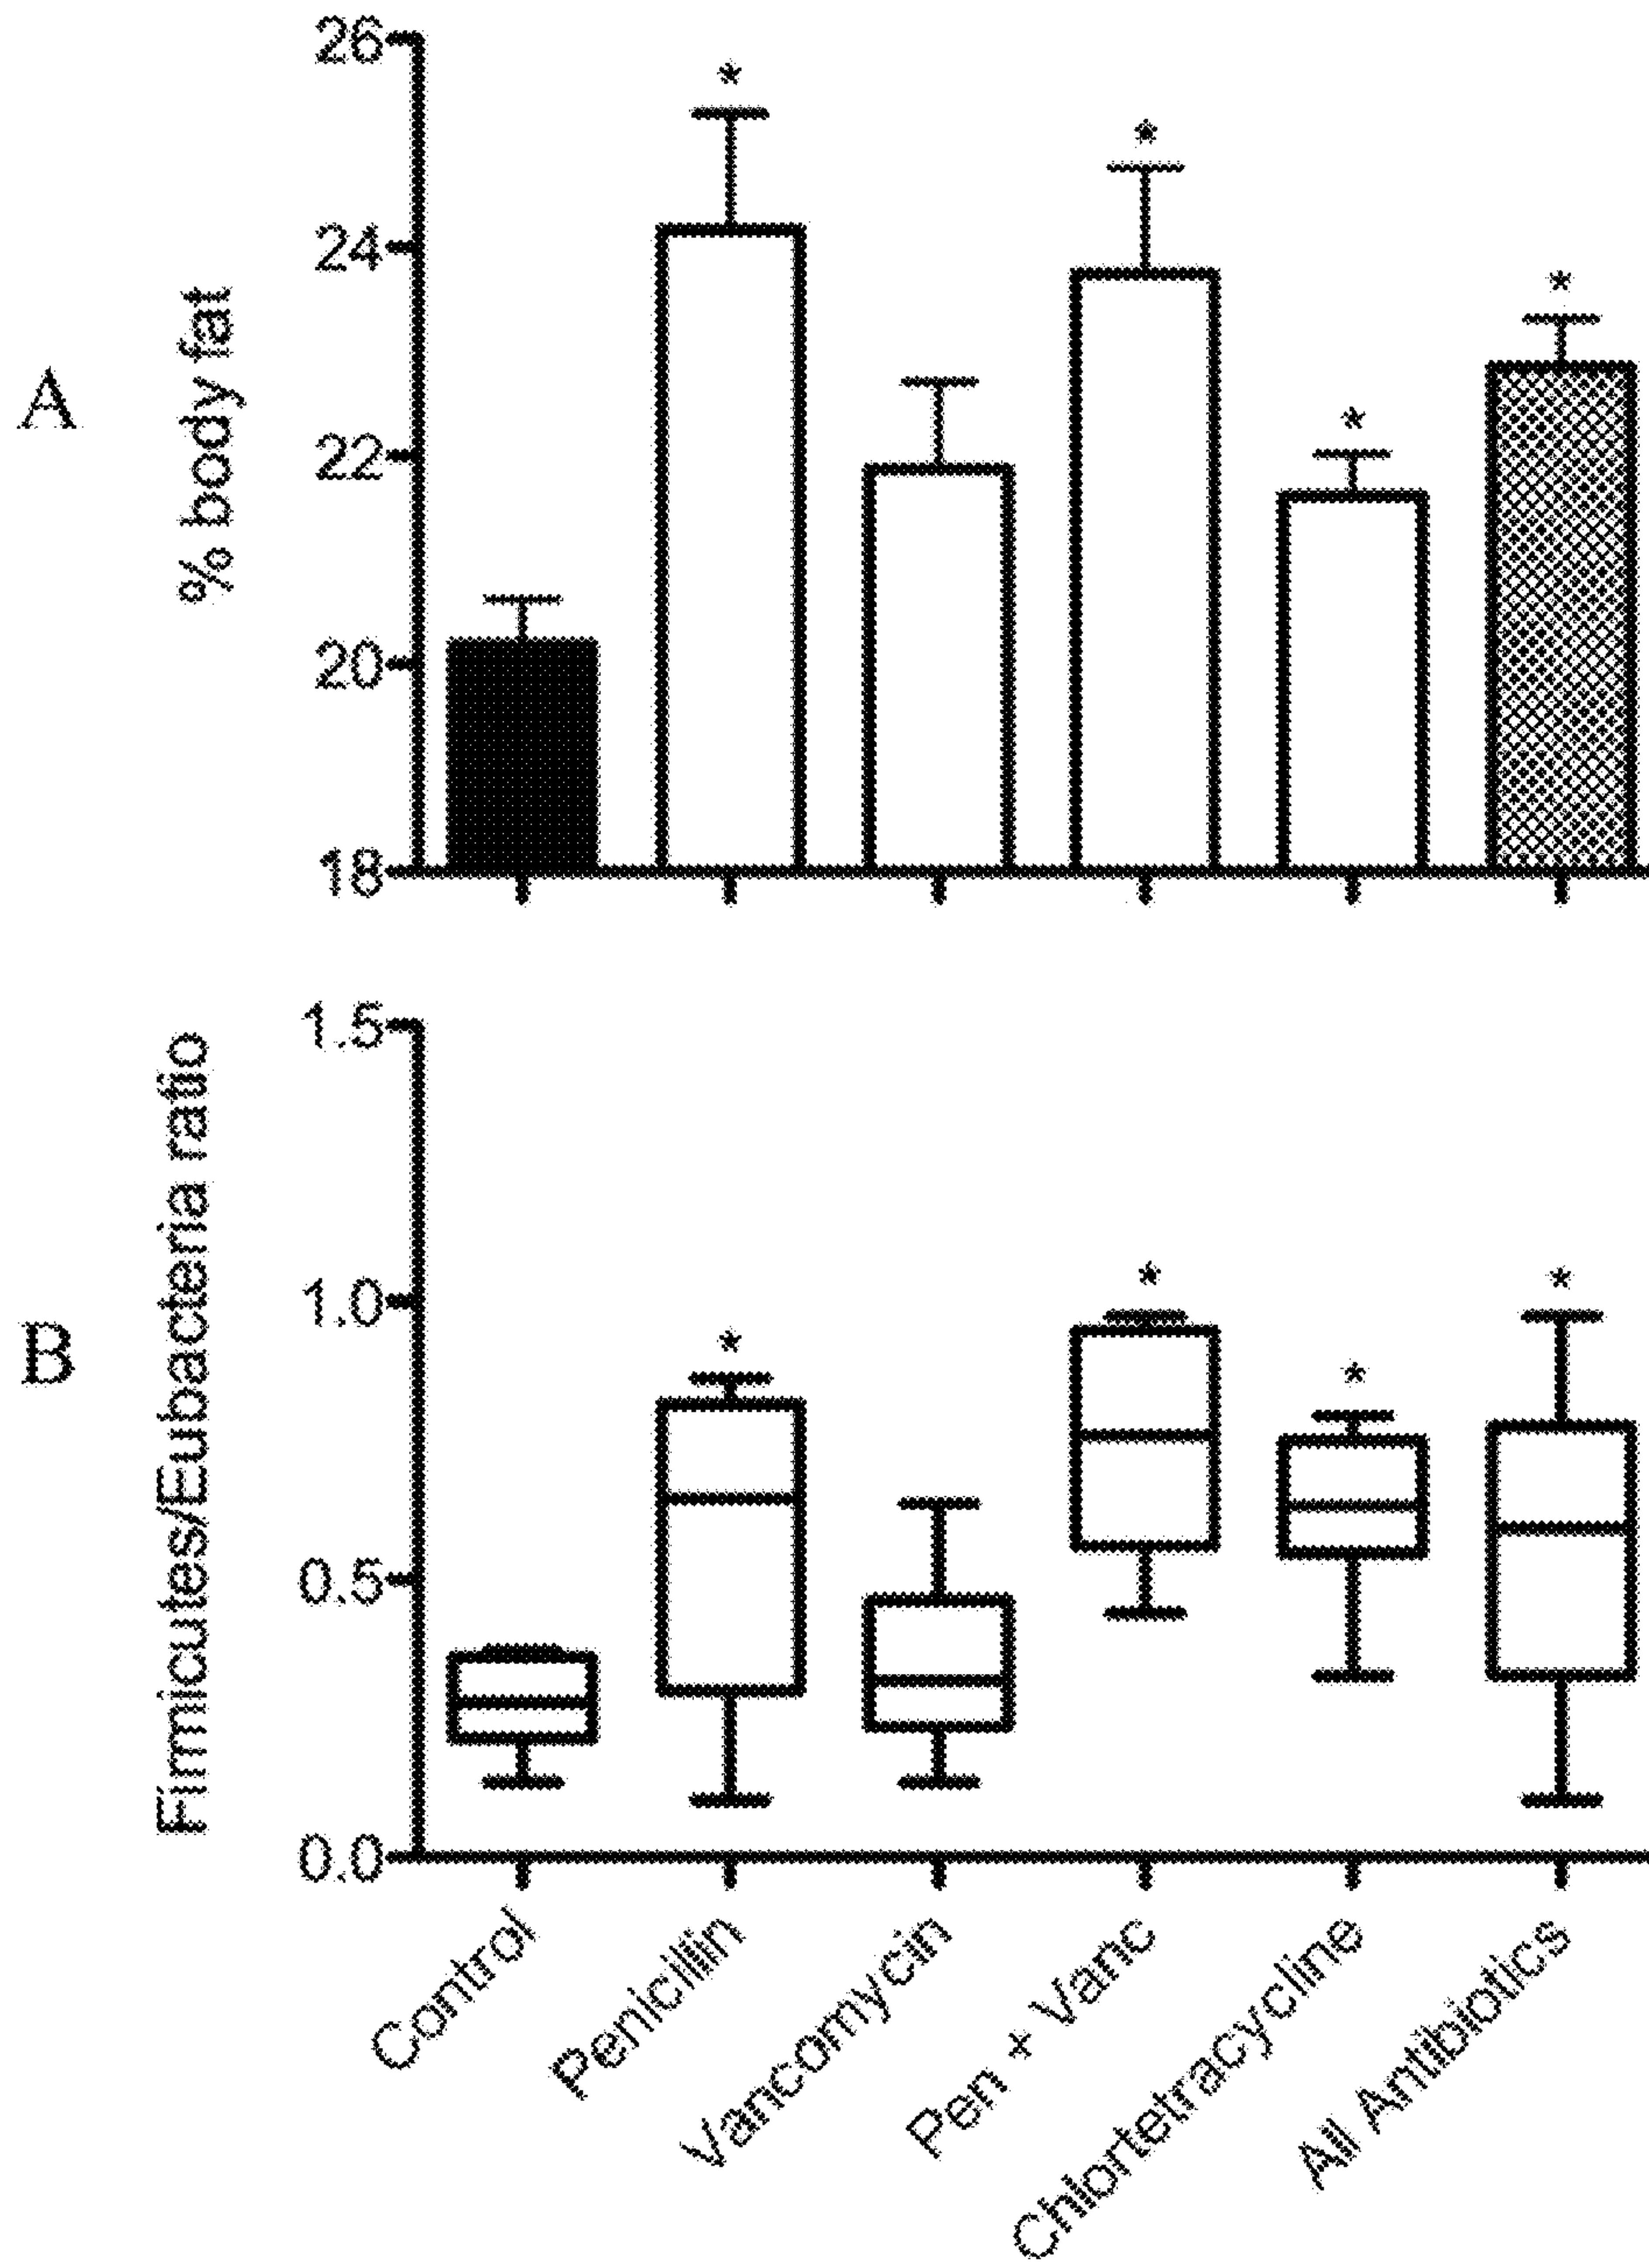 A
% body fat
26
*
*
24
*
*
22
20
18
B
Firmicutes/Eubacteria ratio
1.5
1.0
*
*
*
*
0.5
0.0
Control
Penicillin
Vancomycin
Pen + Vanc
Chlortetracycline
All Antibiotics